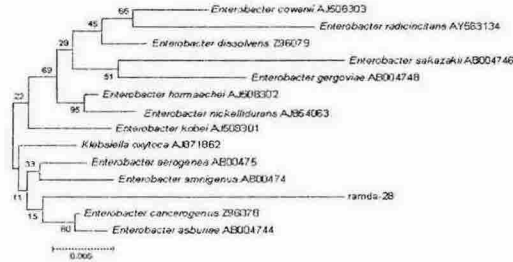 66
Enterobacter cowanii AJ508303
45
Enterobacter radicincitans AY563134
29
Enterobacter dissolvens Z96079
Enterobacter sakazakii AB004746
69
51
Enterobacter gergoviae AB004748
Enterobacter hormaechei AJ508302
22
95
Enterobacter nickellidurans AJ864063
Enterobacter kobei AJ508301
Klebsiella oxytoca AJ871862
33
Enterobacter aerogenes AB00475
Enterobacter amnigenus AB00474
11
ramda-28
15
Enterobacter cancerogenus Z96078
60
Enterobacter asburiae AB004744
0.005